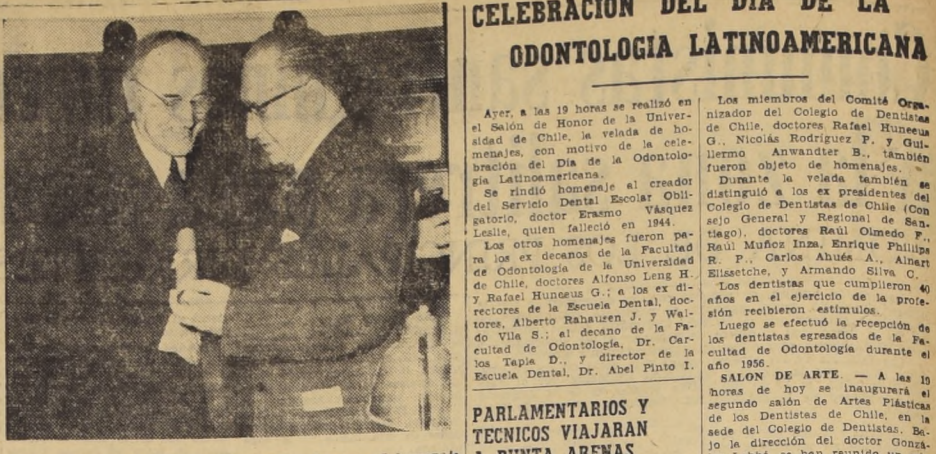 CELEBRACION DEL DIA DE LA
ODONTOLOGIA LATINOAMERICANA
Ayer, a las 19 horas se realizó en
el Salón de Honor de la Univer-
sidad de Chile, la velada de ho-
menajes, con motivo de la cele-
bración del Día de la Odontolo-
gía Latinoamericana.
Se rindió homenaje al creador
del Servicio Dental Escolar Obli-
gatorio, doctor Erasmo Vásquez
Leslie, quien falleció en 1944.
Los otros homenajes fueron pa-
ra los ex decanos de la Facultad
de Odontología de la Universidad
de Chile, doctores Alfonso Leng H.
y Rafael Huneeus G.; a los ex di-
rectores de la Escuela Dental, doc-
tores, Alberto Rahausen J. y Wal-
do Vila S.; al decano de la Fa-
cultad de Odontología, Dr. Car-
los Tapia D., y director de la
Escuela Dental, Dr. Abel Pinto I.
PARLAMENTARIOS Y
TECNICOS VIAJARAN
A PUNTA ARENAS
Los miembros del Comité Orga-
nizador del Colegio de Dentistas
de Chile, doctores, Rafael Huneeus
G., Nicolás Rodríguez P. y Gui-
llermo Anwandter B., también
fueron objeto de homenajes.
Durante la velada también se
distinguió a los ex presidentes del
Colegio de Dentistas de Chile (Con
sejo General y Regional de San-
tiago), doctores Raúl Olmedo F.,
Raúl Muñoz Inza, Enrique Phillips
R. P., Carlos Ahués A., Alnart
Elissetche, y Armando Silva C.
Los dentistas que cumplieron 40
años en el ejercicio de la profe-
sión recibieron estímulos.
Luego se efectuó la recepción de
los dentistas egresados de la Fa-
cultad de Odontología durante el
año 1956.
SALON DE ARTE. — A las 19
horas de hoy se inaugurará el
segundo salón de Artes Plásticas
de los Dentistas de Chile, en la
sede del Colegio de Dentistas. Ba-
jo la dirección del doctor Gonzá-
se han reunido